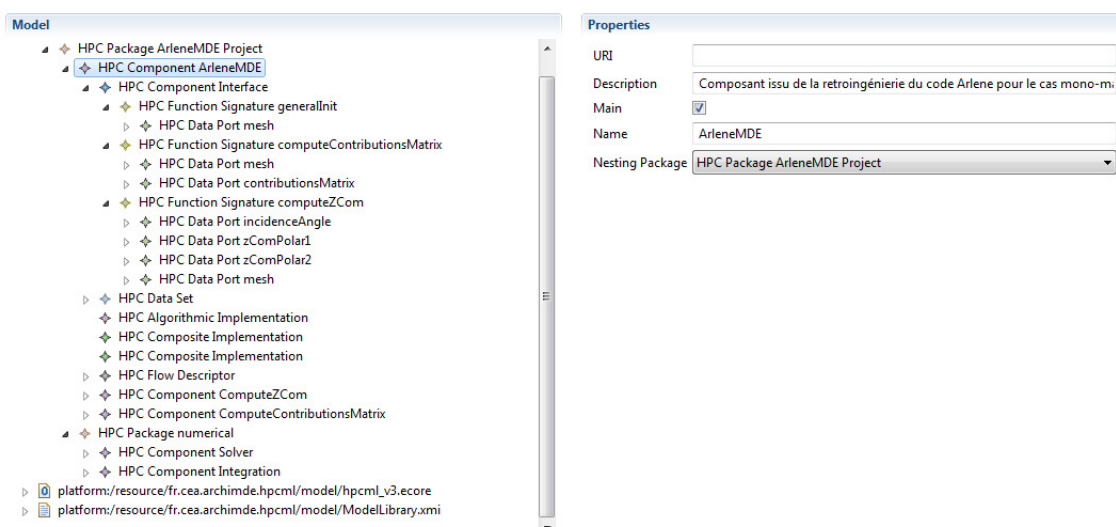 Model
HPC Package ArleneMDE Project
HPC Component ArleneMDE
HPC Component Interface
HPC Function Signature generalInit
HPC Data Port mesh
HPC Function Signature computeContributionsMatrix
HPC Data Port mesh
HPC Data Port contributionsMatrix
HPC Function Signature computeZCom
HPC Data Port incidenceAngle
HPC Data Port zComPolar1
HPC Data Port zComPolar2
HPC Data Port mesh
HPC Data Set
HPC Algorithmic Implementation
HPC Composite Implementation
HPC Composite Implementation
HPC Flow Descriptor
HPC Component ComputeZCom
HPC Component ComputeContributionsMatrix
HPC Package numerical
HPC Component Solver
HPC Component Integration
platform:/resource/fr.cea.archimde.hpcml/model/hpcml_v3.ecore
platform:/resource/fr.cea.archimde.hpcml/model/ModelLibrary.xmi
Properties
URI
Description Composant issu de la retroingénierie du code Arlene pour le cas
Main
Name ArleneMDE
Nesting Package HPC Package ArleneMDE Project